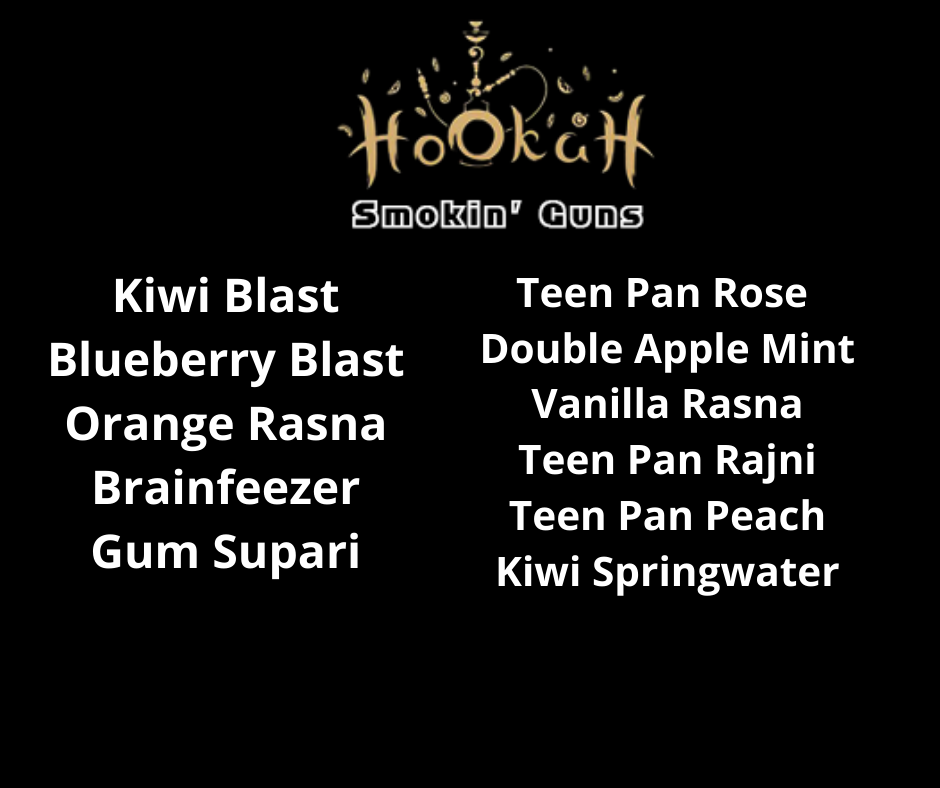 HoOkaH
Smokin' Guns
Kiwi Blast
Blueberry Blast
Orange Rasna
Brainfeezer
Gum Supari
Teen Pan Rose
Double Apple Mint
Vanilla Rasna
Teen Pan Rajni
Teen Pan Peach
Kiwi Springwater